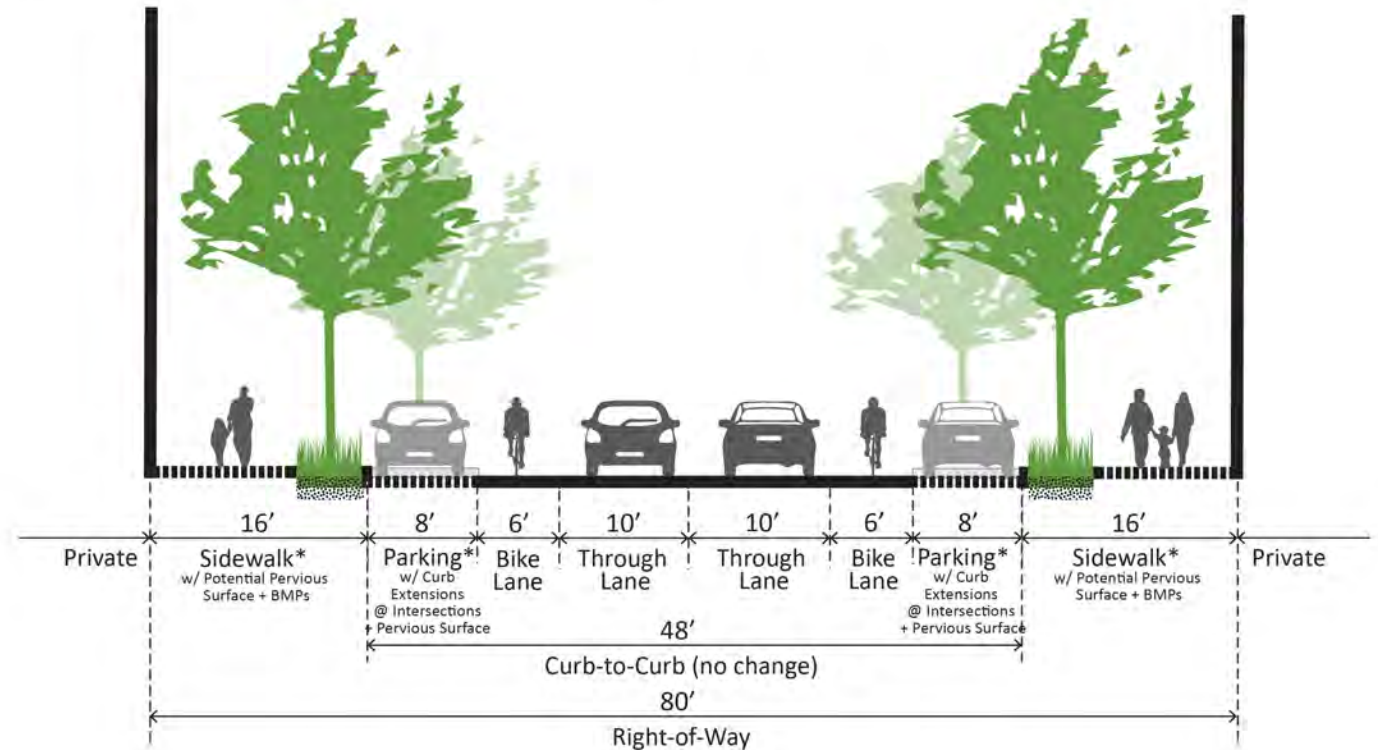 16’ 8’ 6’ 10’ 10’ 6’ 8’ 16’
Private Sidewalk* Parking* Bike Through Through Bike Parking* Sidewalk* Private
w/ Potential Pervious w/ Curb Lane Lane Lane Lane w/ Curb w/ Potential Pervious
Surface + BMPs Extensions Extensions Surface + BMPs
@ Intersections @ Intersections
+ Pervious Surface + Pervious Surface
48’
Curb-to-Curb (no change)
80’
Right-of-Way